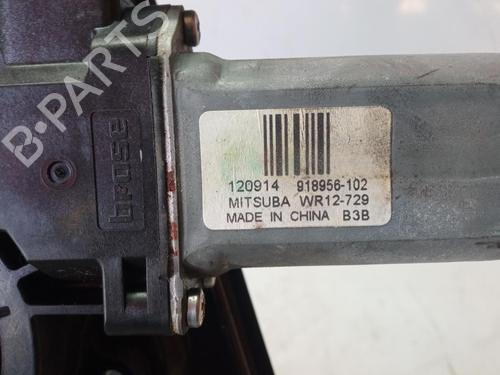 B-PARTS
brose
120914 918956-102
MITSUBA WR12-729
MADE IN CHINA B3B